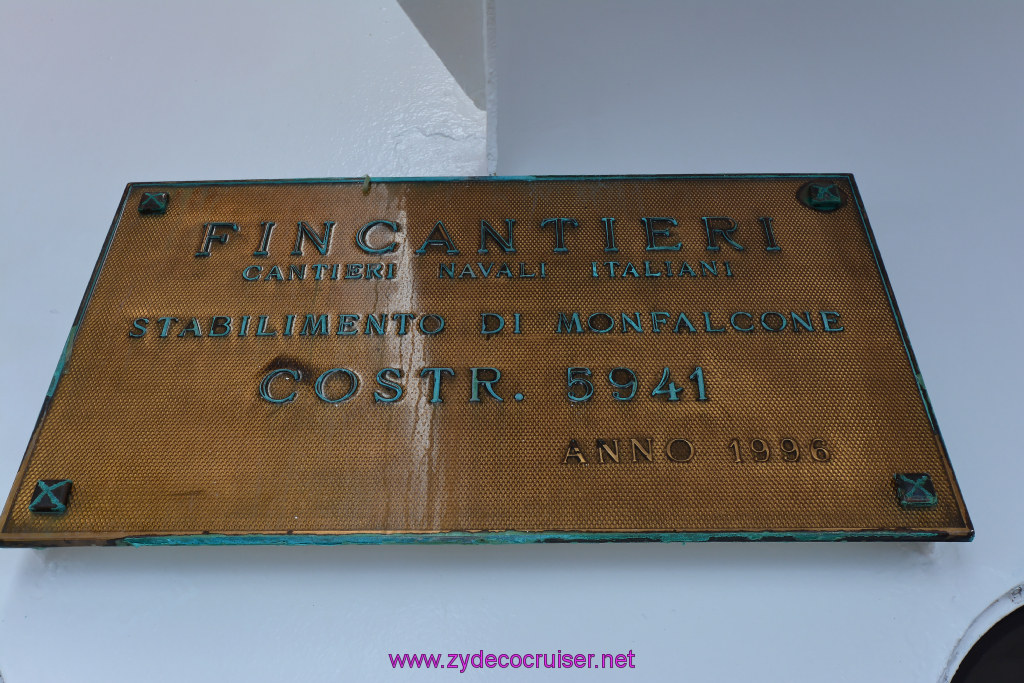 FINCANTIERI
CANTIERI NAVALI ITALIANI
STABILIMENTO DI MONFALCONE
COSTR. 5941
ANNO 1996
www.zydecocruiser.net